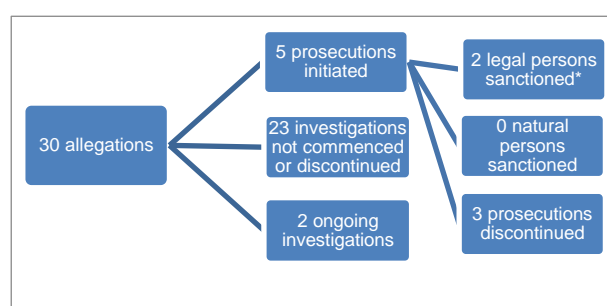 30 allegations
5 prosecutions
initiated
23 investigations
not commenced
or discontinued
2 ongoing
investigations
2 legal persons
sanctioned*
0 natural
persons
sanctioned
3 prosecutions
discontinued